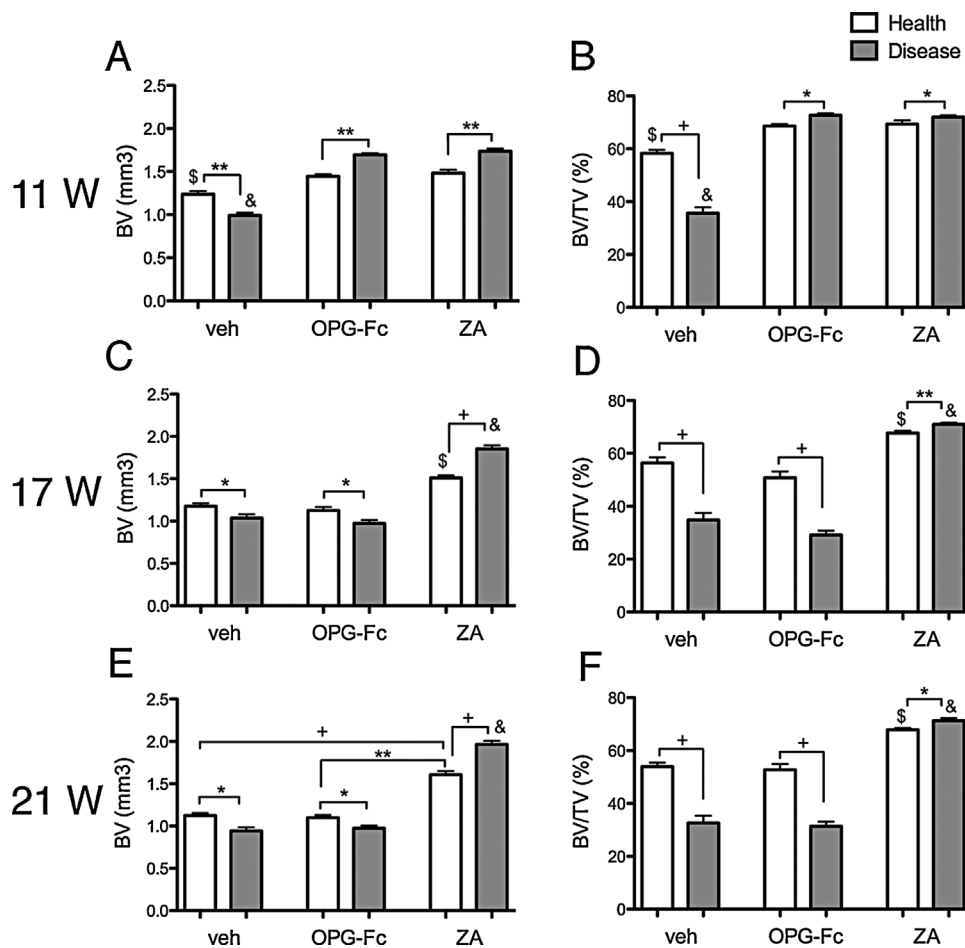 Health
Disease
11 W
A
BV (mm3)
2.5
2.0
1.5
1.0
0.5
0.0
$
**
&
**
**
veh
OPG-Fc
ZA
B
BV/TV (%)
80
60
40
20
0
$
+
&
*
*
veh
OPG-Fc
ZA
17 W
C
BV (mm3)
2.5
2.0
1.5
1.0
0.5
0.0
*
*
$
+
&
veh
OPG-Fc
ZA
D
BV/TV (%)
80
60
40
20
0
+
+
$
**
&
veh
OPG-Fc
ZA
21 W
E
BV (mm3)
2.5
2.0
1.5
1.0
0.5
0.0
+
**
*
*
+
&
veh
OPG-Fc
ZA
F
BV/TV (%)
80
60
40
20
0
+
+
$
*
&
veh
OPG-Fc
ZA